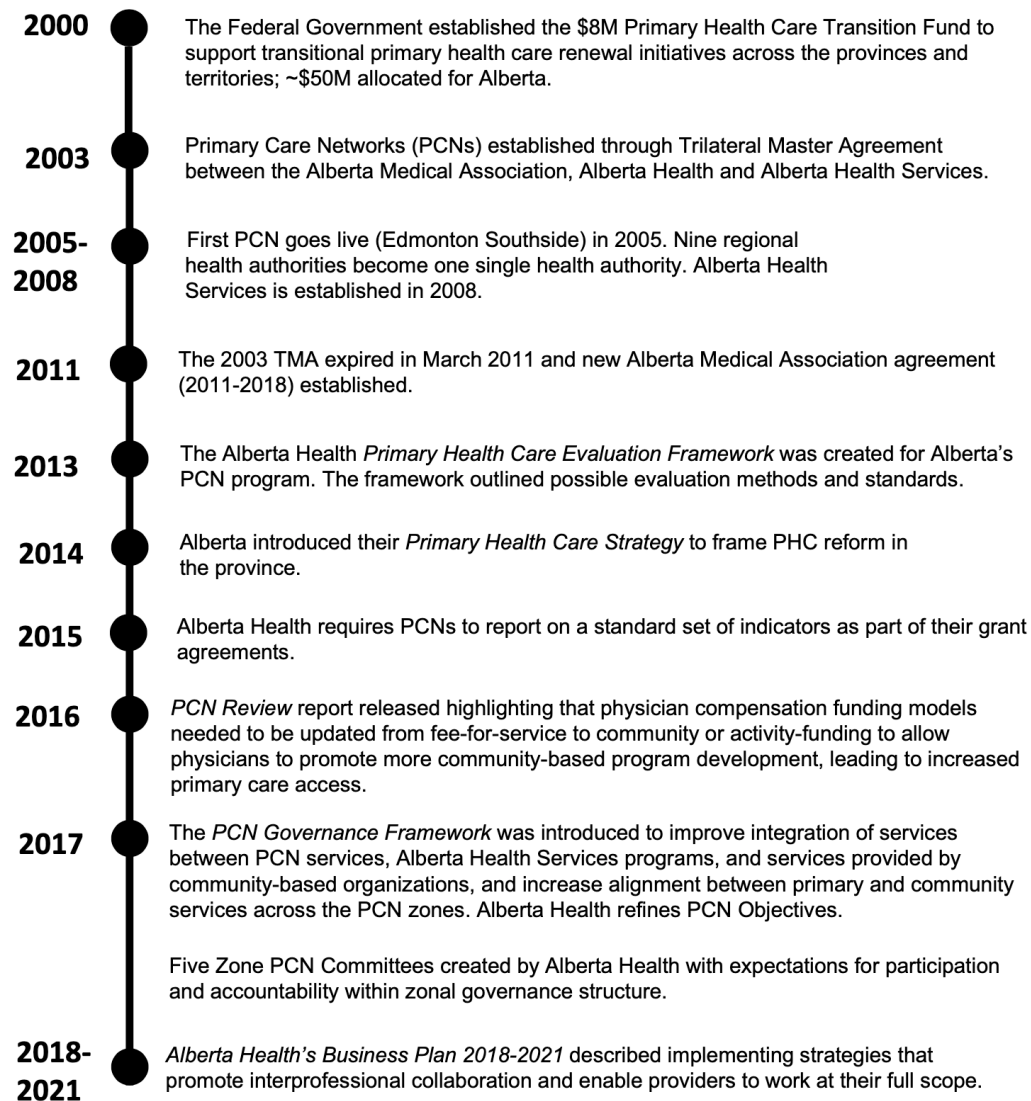 2000
The Federal Government established the $8M Primary Health Care Transition Fund to
support transitional primary health care renewal initiatives across the provinces and
territories; ~$50M allocated for Alberta.
2003
Primary Care Networks (PCNs) established through Trilateral Master Agreement
between the Alberta Medical Association, Alberta Health and Alberta Health Services.
2005-
2008
First PCN goes live (Edmonton Southside) in 2005. Nine regional
health authorities become one single health authority. Alberta Health
Services is established in 2008.
2011
The 2003 TMA expired in March 2011 and new Alberta Medical Association agreement
(2011-2018) established.
2013
The Alberta Health Primary Health Care Evaluation Framework was created for Alberta’s
PCN program. The framework outlined possible evaluation methods and standards.
2014
Alberta introduced their Primary Health Care Strategy to frame PHC reform in
the province.
2015
Alberta Health requires PCNs to report on a standard set of indicators as part of their grant
agreements.
2016
PCN Review report released highlighting that physician compensation funding models
needed to be updated from fee-for-service to community or activity-funding to allow
physicians to promote more community-based program development, leading to increased
primary care access.
2017
The PCN Governance Framework was introduced to improve integration of services
between PCN services, Alberta Health Services programs, and services provided by
community-based organizations, and increase alignment between primary and community
services across the PCN zones. Alberta Health refines PCN Objectives.
Five Zone PCN Committees created by Alberta Health with expectations for participation
and accountability within zonal governance structure.
2018-
2021
Alberta Health’s Business Plan 2018-2021 described implementing strategies that
promote interprofessional collaboration and enable providers to work at their full scope.